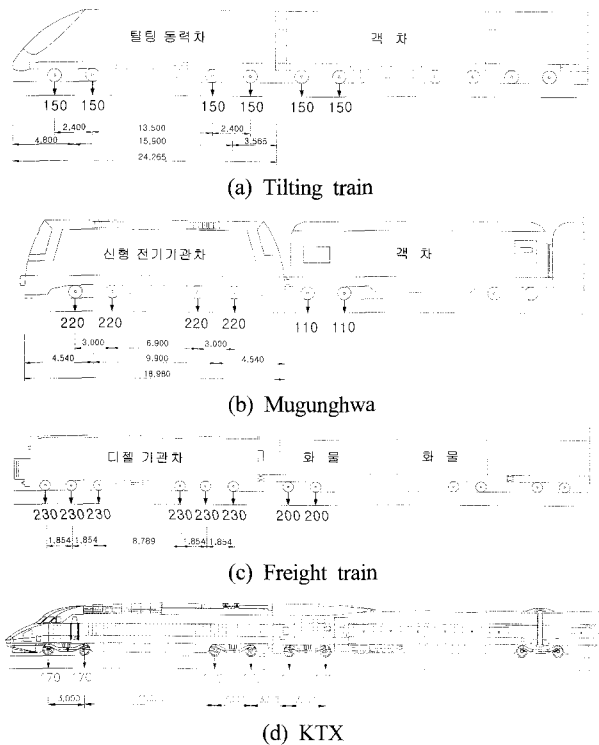 틸팅 동력차 객 차
150 150 150 150 150 150
2,400 13,500 2,400
4,800 15,900 3,565
24,265
(a) Tilting train
신형 전기기관차 객 차
220 220 220 220 110 110
3,000 6,900 3,000
4,540 9,900 4,540
18,980
(b) Mugunghwa
디젤 기관차 화 물 화 물
230 230 230 230 230 230 200 200
1,854 1,854 8,789 1,854 1,854
(c) Freight train
170 170
3,000
(d) KTX